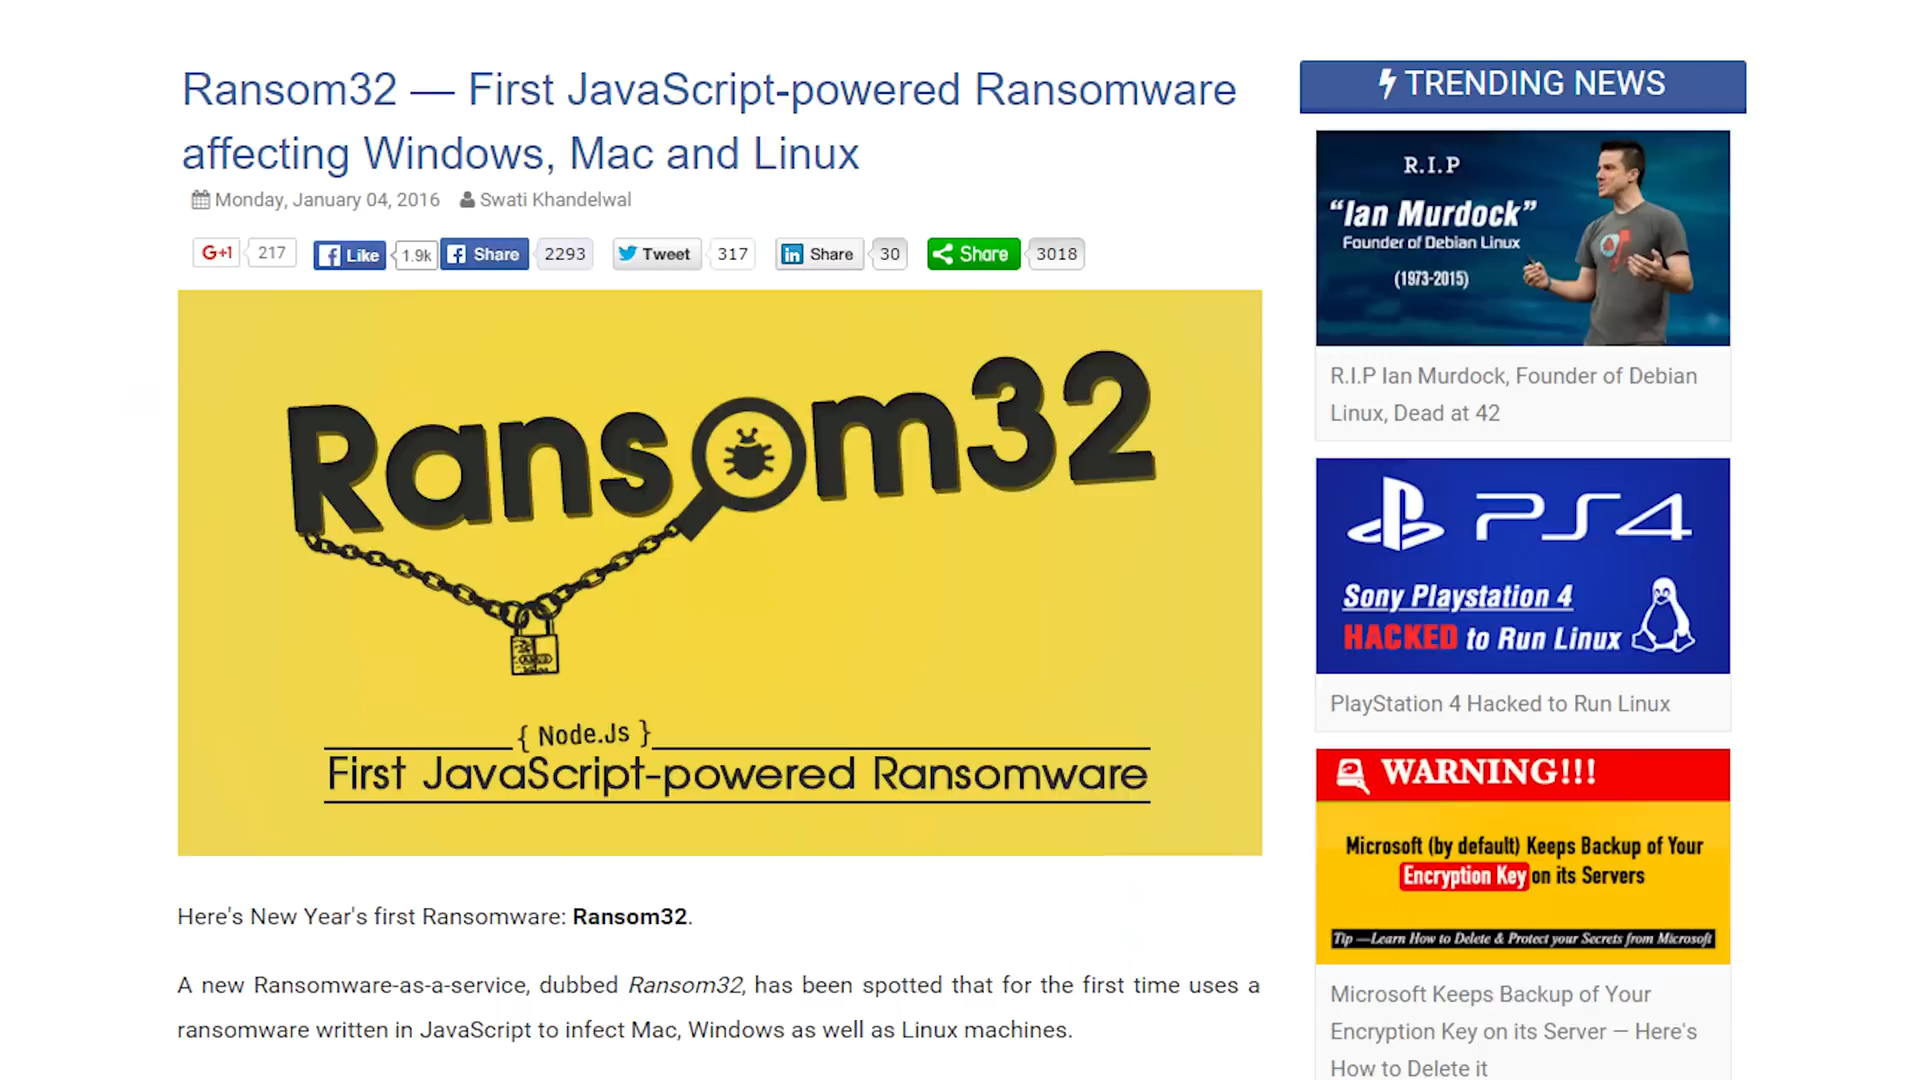 Ransom32 — First JavaScript-powered Ransomware
affecting Windows, Mac and Linux
Monday, January 04, 2016 Swati Khandelwal
G+1 217 Like 1.9k Share 2293 Tweet 317 Share 30 Share 3018
Ransom32
{ Node.Js }
First JavaScript-powered Ransomware
Here's New Year's first Ransomware: Ransom32.
A new Ransomware-as-a-service, dubbed Ransom32, has been spotted that for the first time uses a
ransomware written in JavaScript to infect Mac, Windows as well as Linux machines.
TRENDING NEWS
R.I.P
“Ian Murdock”
Founder of Debian Linux
(1973-2015)
R.I.P Ian Murdock, Founder of Debian
Linux, Dead at 42
PS4
Sony Playstation 4
HACKED to Run Linux
PlayStation 4 Hacked to Run Linux
WARNING!!!
Microsoft (by default) Keeps Backup of Your
Encryption Key on its Servers
Tip —Learn How to Delete & Protect your Secrets from Microsoft
Microsoft Keeps Backup of Your
Encryption Key on its Server — Here's
How to Delete it